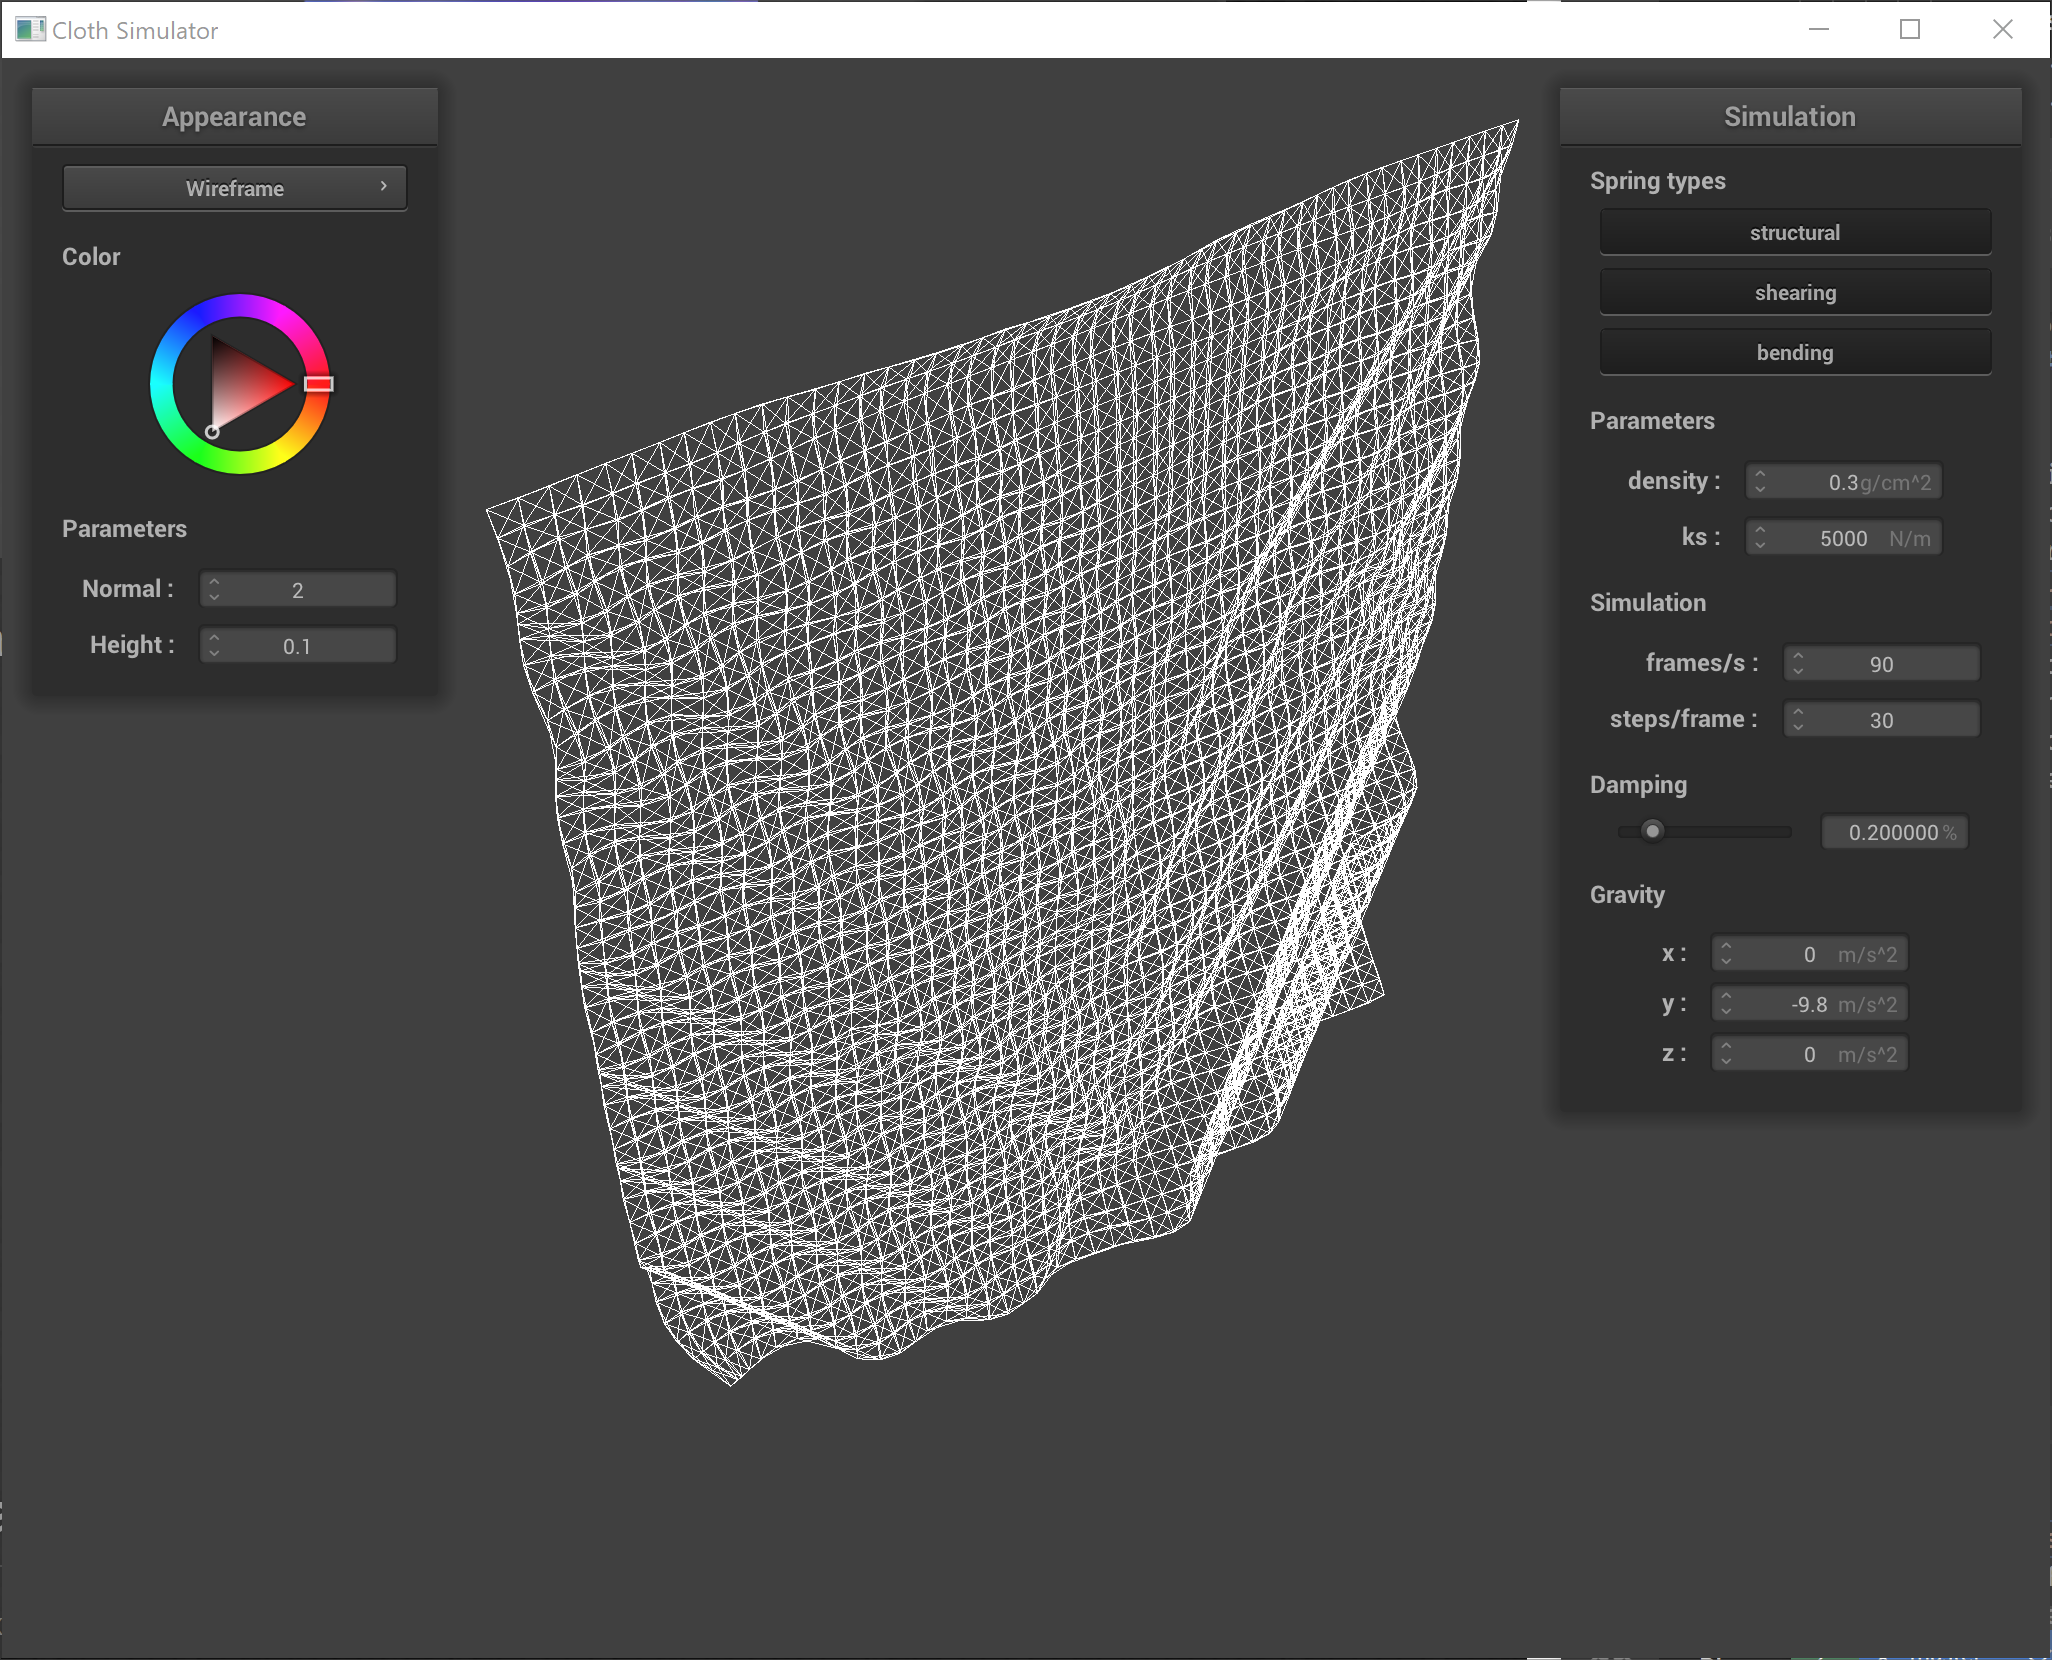 Cloth Simulator
Appearance
Wireframe
Color
Parameters
Normal : 2
Height : 0.1
Simulation
Spring types
structural
shearing
bending
Parameters
density : 0.3 g/cm^2
ks : 5000 N/m
Simulation
frames/s : 90
steps/frame : 30
Damping
0.200000 %
Gravity
x : 0 m/s^2
y : -9.8 m/s^2
z : 0 m/s^2